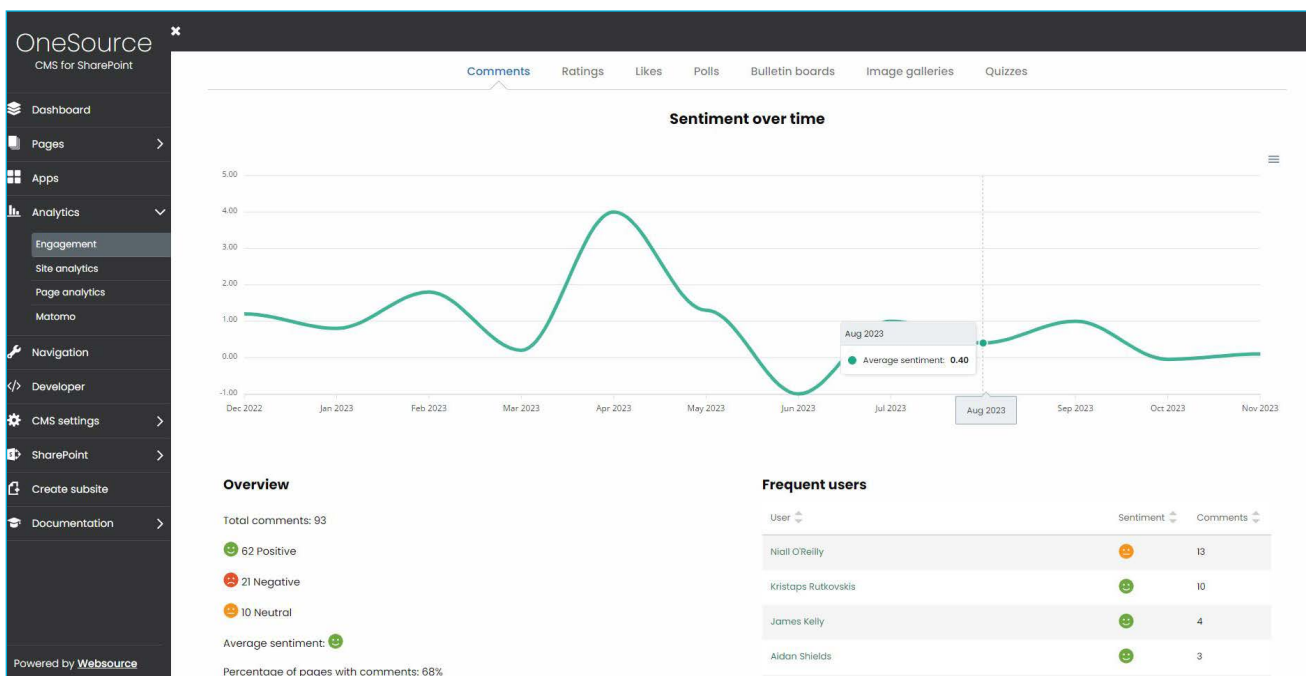 OneSource
CMS for SharePoint
Dashboard
Pages
Apps
Analytics
Engagement
Site analytics
Page analytics
Matomo
Navigation
Developer
CMS settings
SharePoint
Create subsite
Documentation
Powered by Websource
Comments Ratings Likes Polls Bulletin boards Image galleries Quizzes
Sentiment over time
5.00
4.00
3.00
2.00
1.00
0.00
-1.00
Aug 2023
Average sentiment: 0.40
Dec 2022 Jan 2023 Feb 2023 Mar 2023 Apr 2023 May 2023 Jun 2023 Jul 2023 Aug 2023 Sep 2023 Oct 2023 Nov 2023
Overview
Total comments: 93
62 Positive
21 Negative
10 Neutral
Average sentiment:
Percentage of pages with comments: 68%
Frequent users
User Sentiment Comments
Niall O'Reilly 13
Kristaps Rutkovskis 10
James Kelly 4
Aidan Shields 3